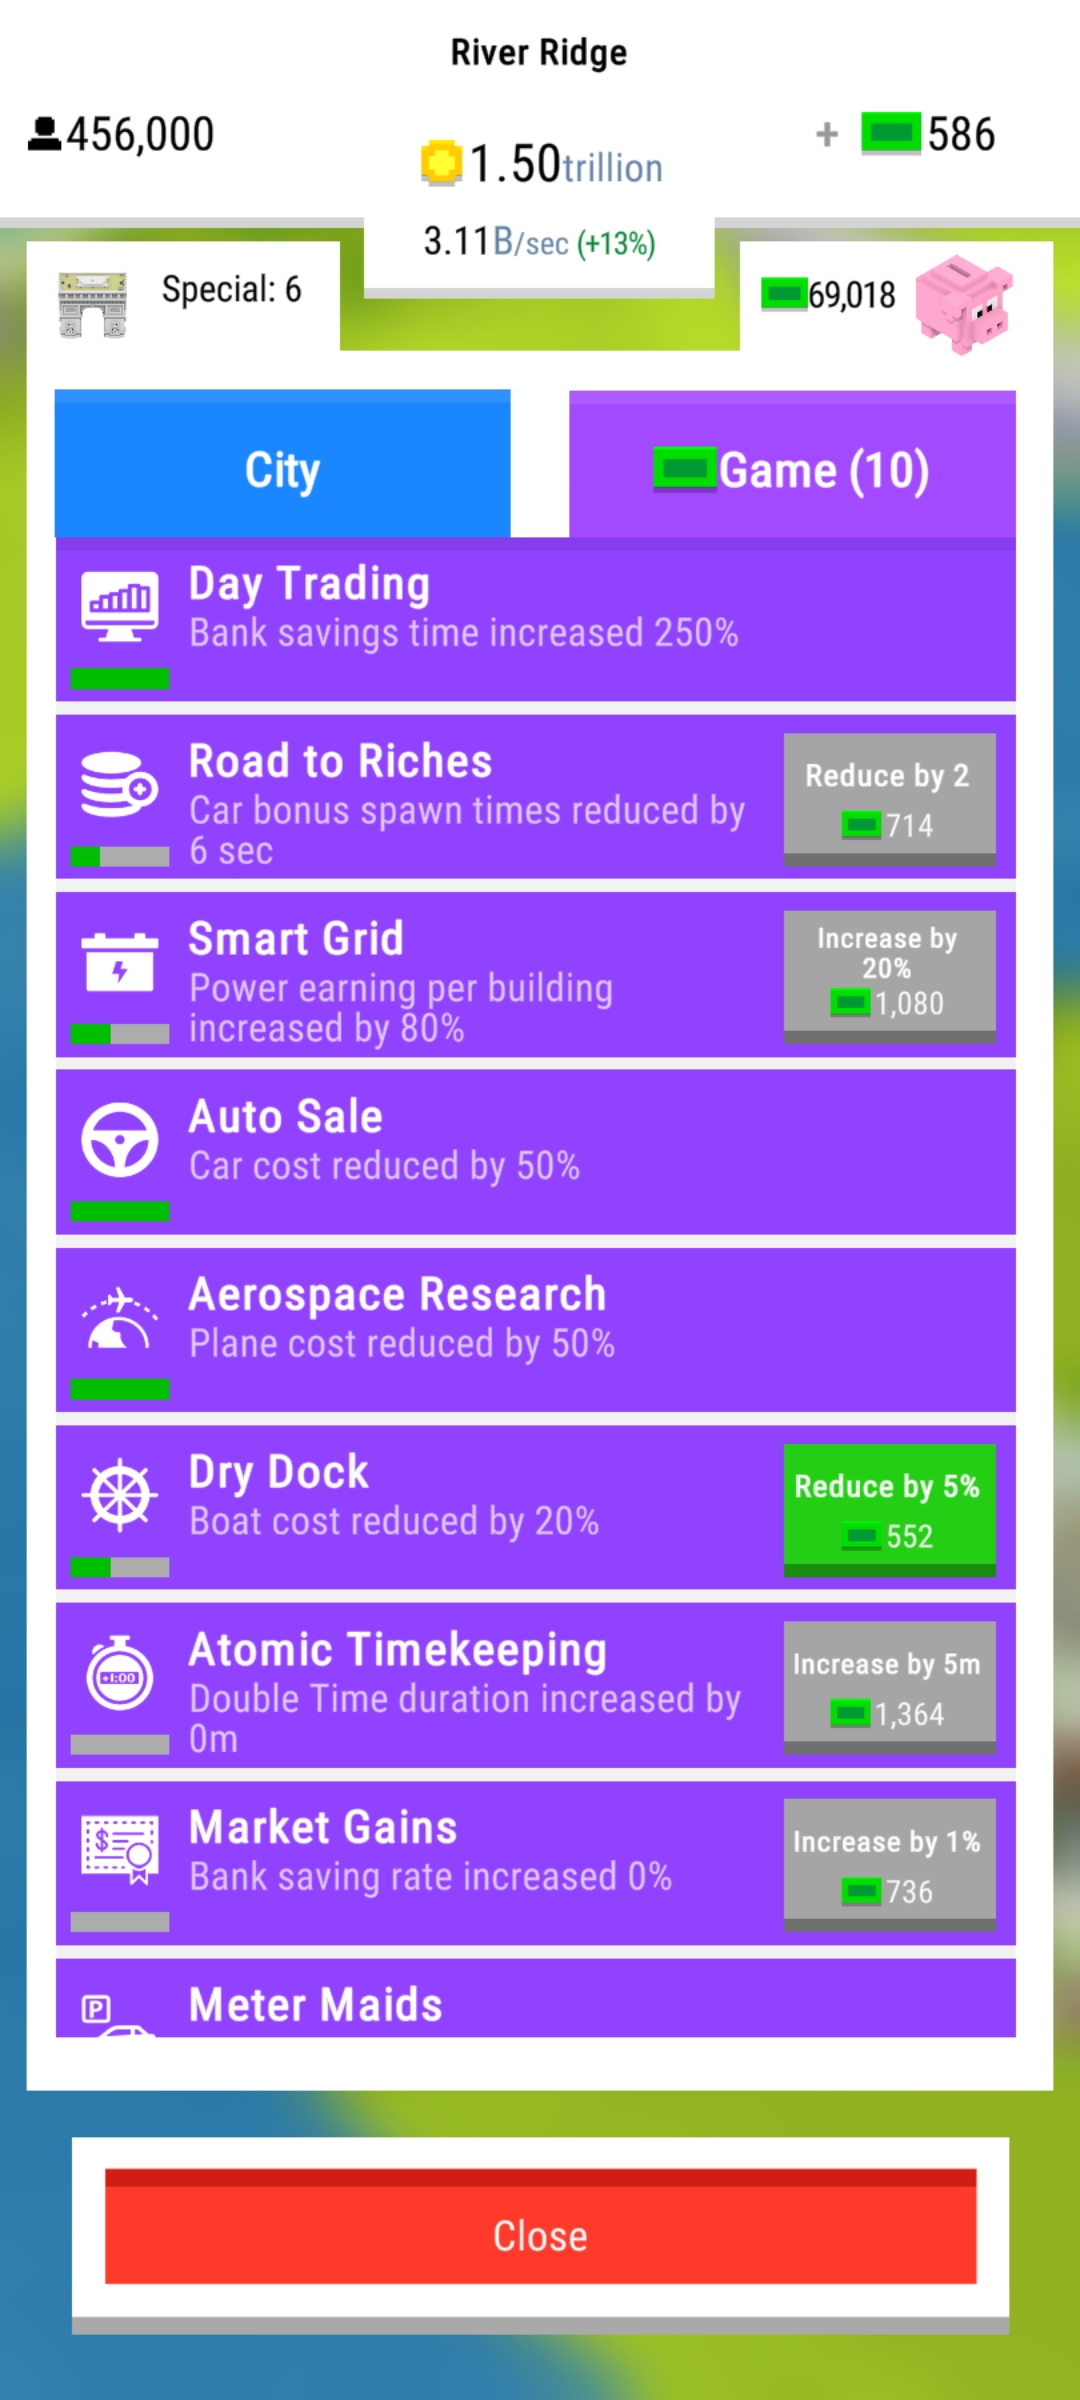 River Ridge
456,000
1.50trillion
+ 586
3.11B/sec (+13%)
Special: 6
69,018
City
Game (10)
Day Trading
Bank savings time increased 250%
Road to Riches
Car bonus spawn times reduced by
6 sec
Reduce by 2
714
Smart Grid
Power earning per building
increased by 80%
Increase by
20%
1,080
Auto Sale
Car cost reduced by 50%
Aerospace Research
Plane cost reduced by 50%
Dry Dock
Boat cost reduced by 20%
Reduce by 5%
552
+1:00
Atomic Timekeeping
Double Time duration increased by
0m
Increase by 5m
1,364
$
Market Gains
Bank saving rate increased 0%
Increase by 1%
736
P
Meter Maids
Close